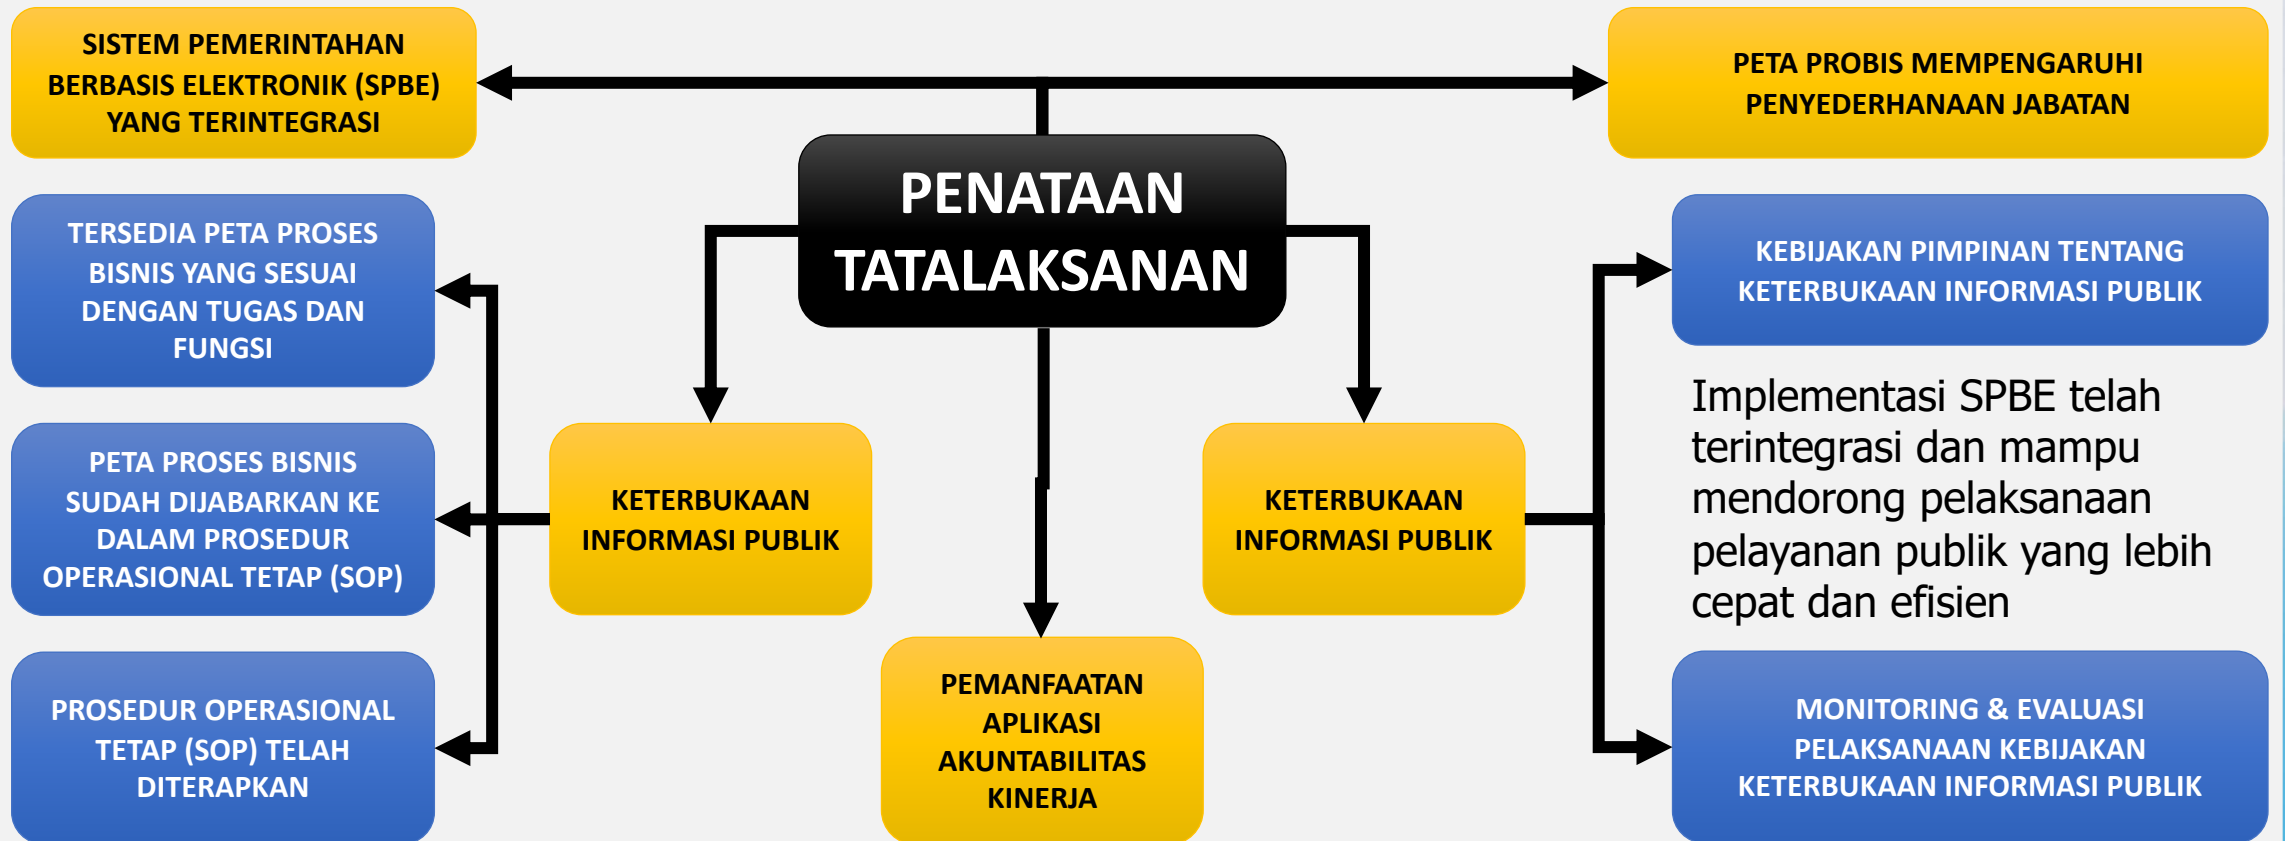 SISTEM PEMERINTAHAN
BERBASIS ELEKTRONIK (SPBE)
YANG TERINTEGRASI
PETA PROBIS MEMPENGARUHI
PENYEDERHANAAN JABATAN
PENATAAN
TATALAKSANAN
TERSEDIA PETA PROSES
BISNIS YANG SESUAI
DENGAN TUGAS DAN
FUNGSI
PETA PROSES BISNIS
SUDAH DIJABARKAN KE
DALAM PROSEDUR
OPERASIONAL TETAP (SOP)
PROSEDUR OPERASIONAL
TETAP (SOP) TELAH
DITERAPKAN
KETERBUKAAN
INFORMASI PUBLIK
PEMANFAATAN
APLIKASI
AKUNTABILITAS
KINERJA
KETERBUKAAN
INFORMASI PUBLIK
KEBIJAKAN PIMPINAN TENTANG
KETERBUKAAN INFORMASI PUBLIK
Implementasi SPBE telah
terintegrasi dan mampu
mendorong pelaksanaan
pelayanan publik yang lebih
cepat dan efisien
MONITORING & EVALUASI
PELAKSANAAN KEBIJAKAN
KETERBUKAAN INFORMASI PUBLIK